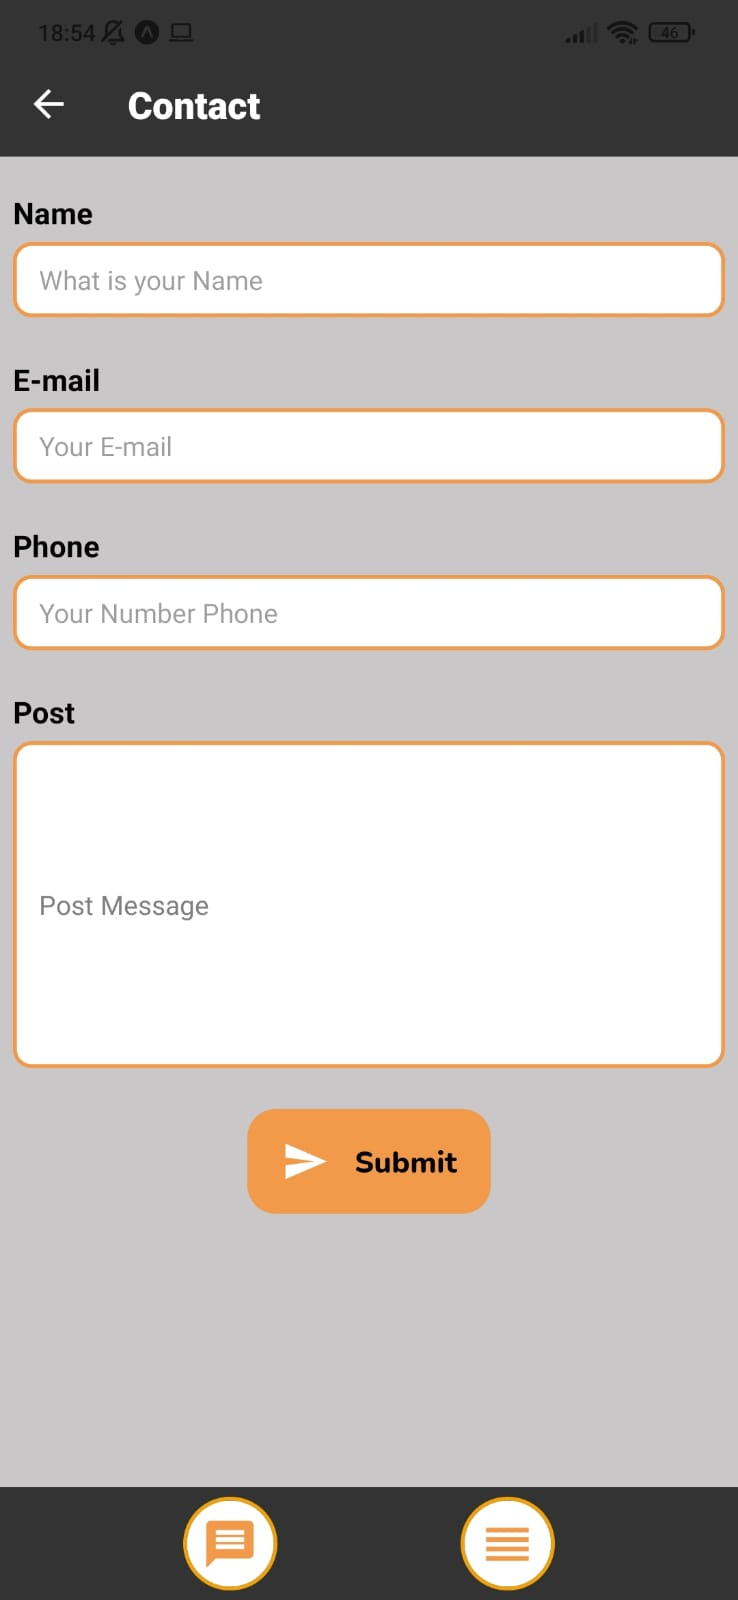 18:54 46
Contact
Name
What is your Name
E-mail
Your E-mail
Phone
Your Number Phone
Post
Post Message
Submit